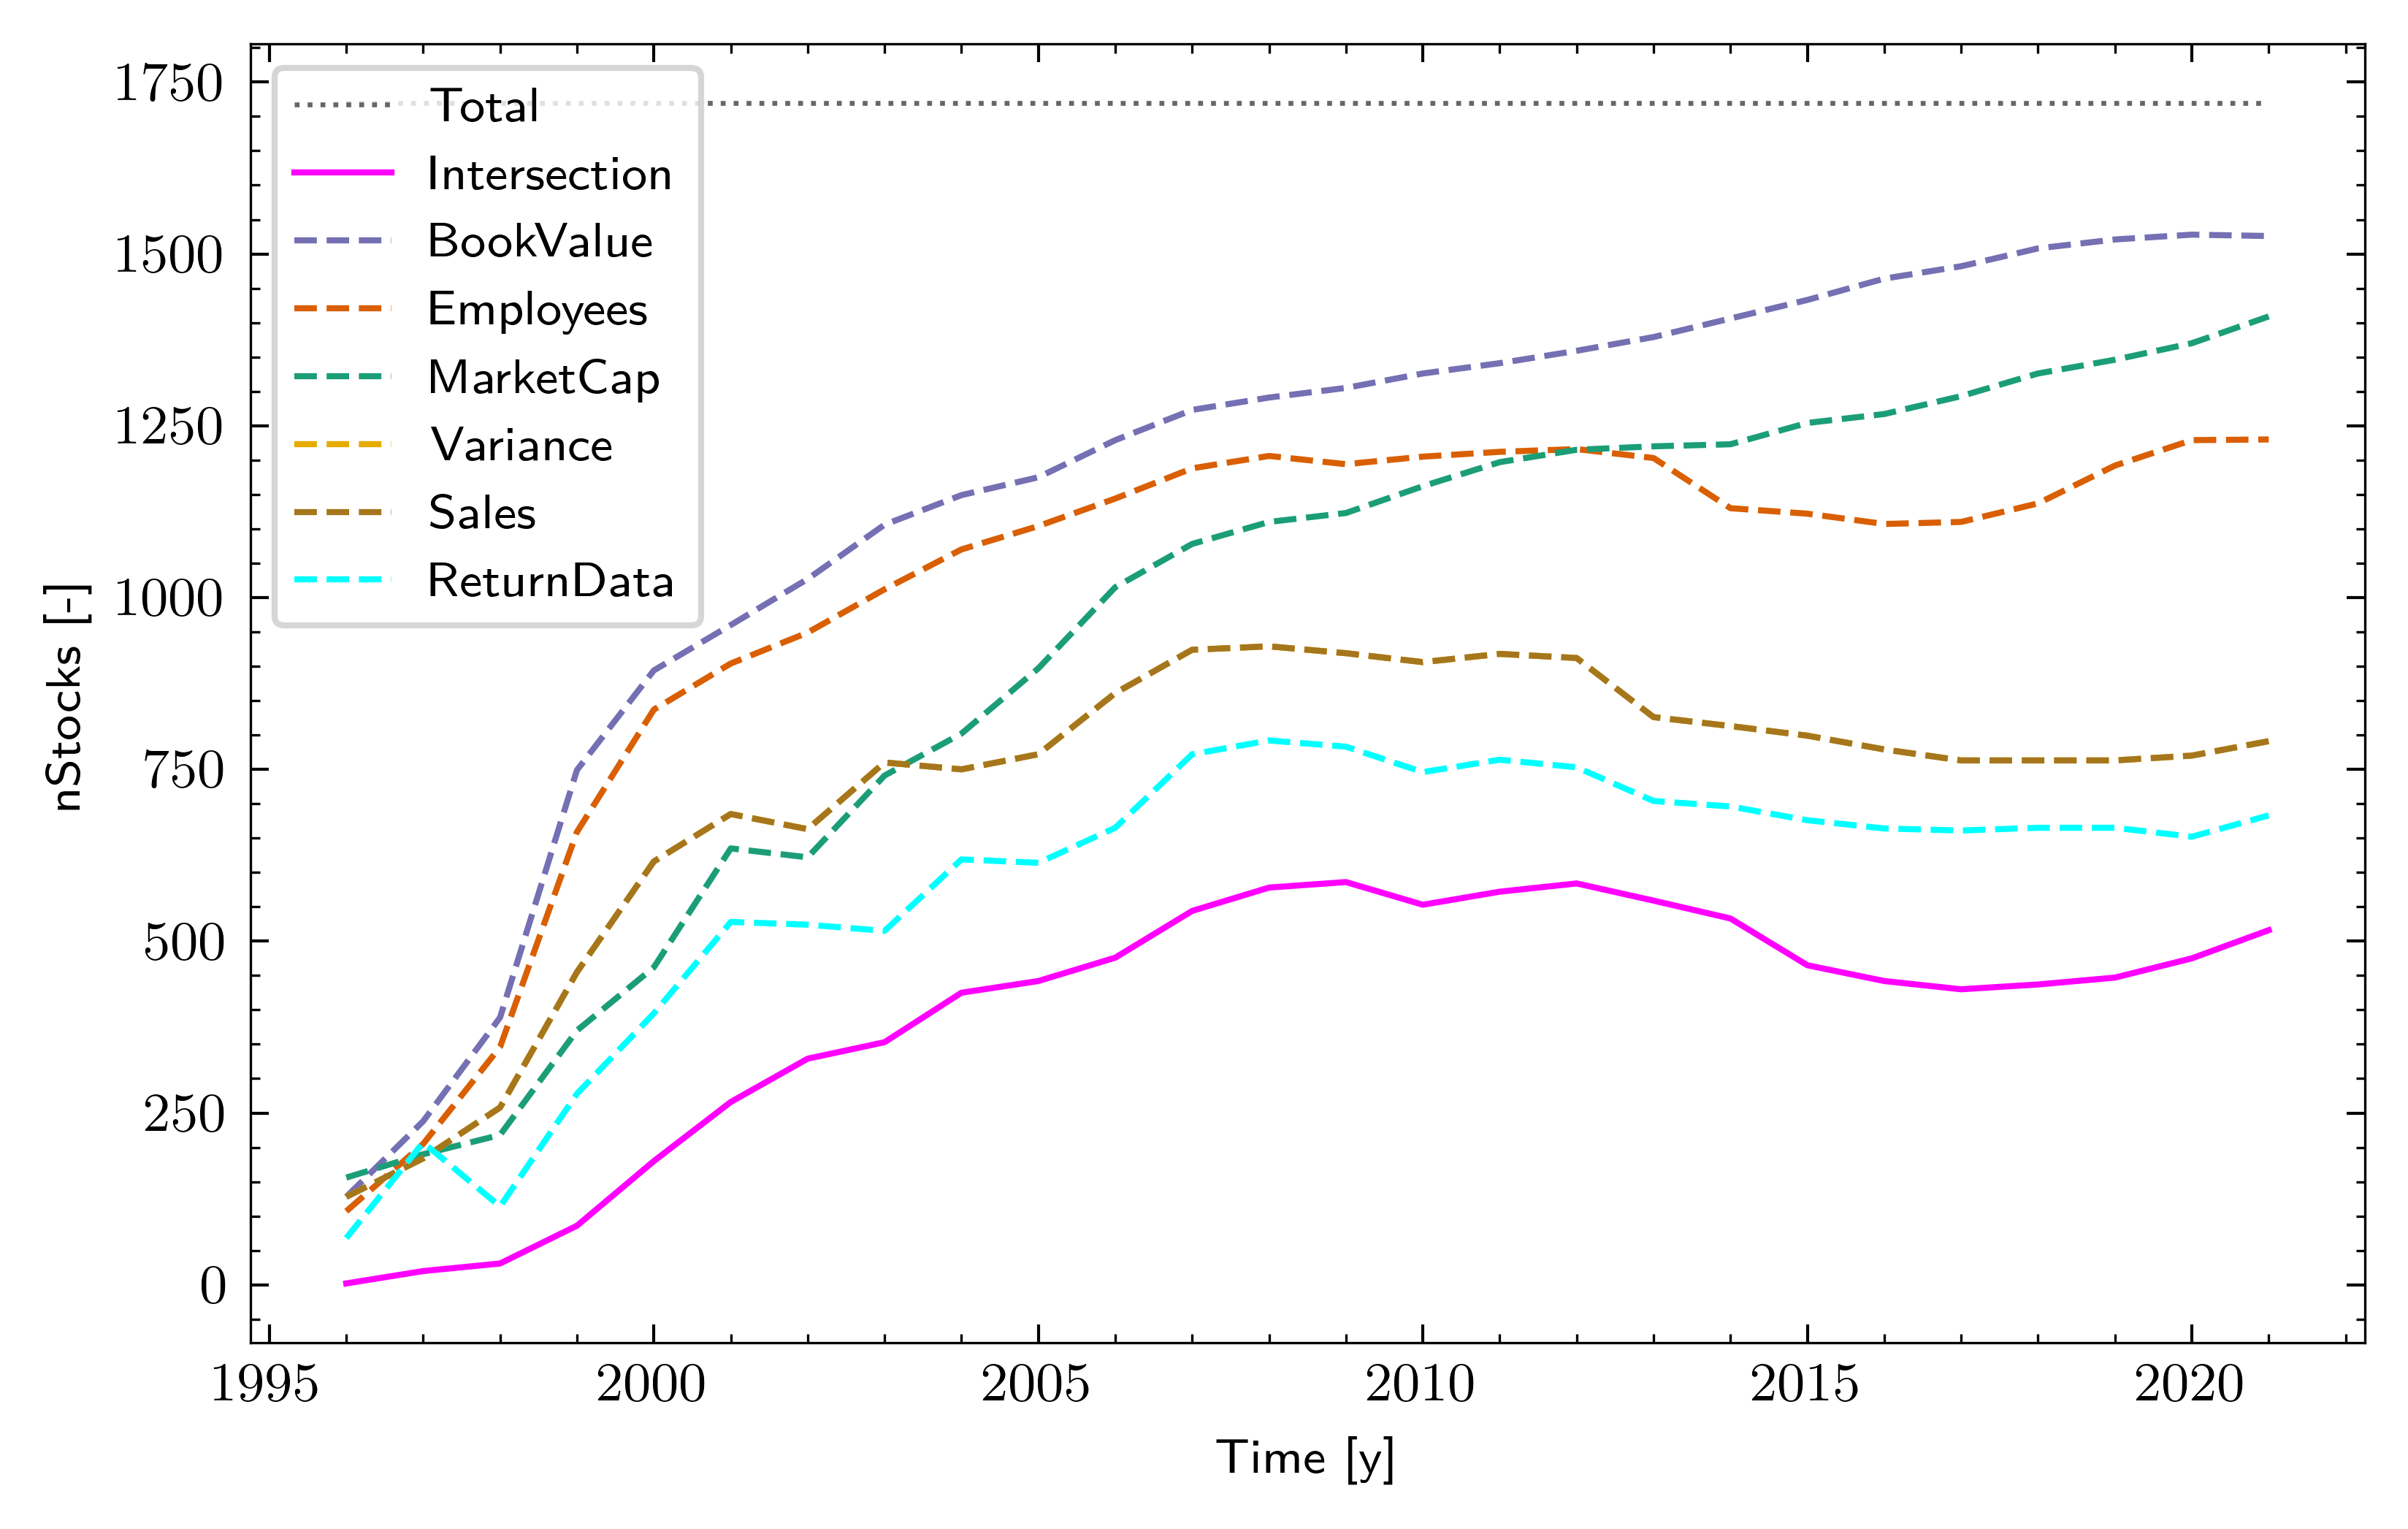 1750
1500
1250
1000
750
500
250
0
nStocks [-]
Total
Intersection
BookValue
Employees
MarketCap
Variance
Sales
ReturnData
1995 2000 2005 2010 2015 2020
Time [y]